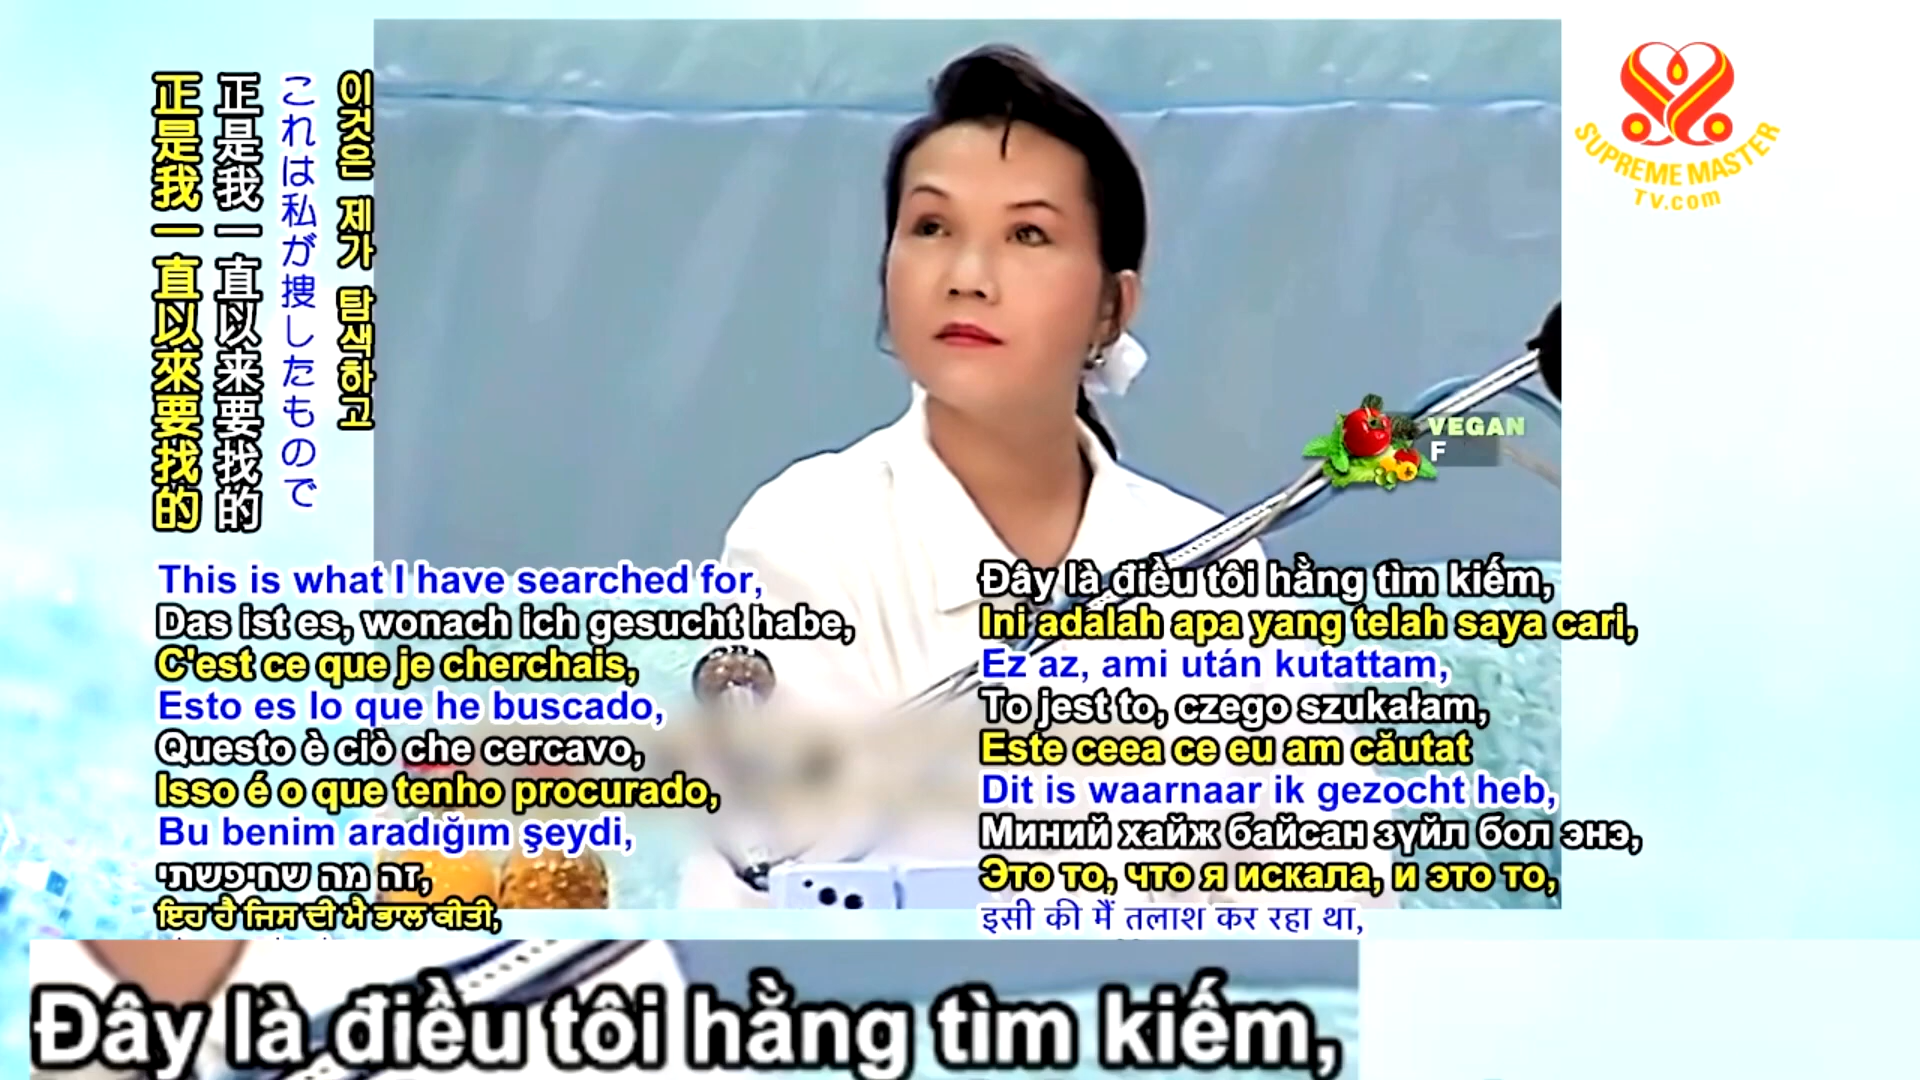 正是我一直以來要找的
正是我一直以来要找的
これは私が捜したもので
이것은 제가 탐색하고
SUPREME MASTER
TV.com
VEGAN
F
This is what I have searched for,
Das ist es, wonach ich gesucht habe,
C'est ce que je cherchais,
Esto es lo que he buscado,
Questo è ciò che cercavo,
Isso é o que tenho procurado,
Bu benim aradığım şeydi,
זה מה שחיפשתי,
ਇਹ ਹੈ ਜਿਸ ਦੀ ਮੈ ਭਾਲ ਕੀਤੀ,
Đây là điều tôi hằng tìm kiếm,
Ini adalah apa yang telah saya cari,
Ez az, ami után kutattam,
To jest to, czego szukałam,
Este ceea ce eu am căutat
Dit is waarnaar ik gezocht heb,
Миний хайж байсан зүйл бол энэ,
Это то, что я искала, и это то,
इसी की मैं तलाश कर रहा था,
Đây là điều tôi hằng tìm kiếm,